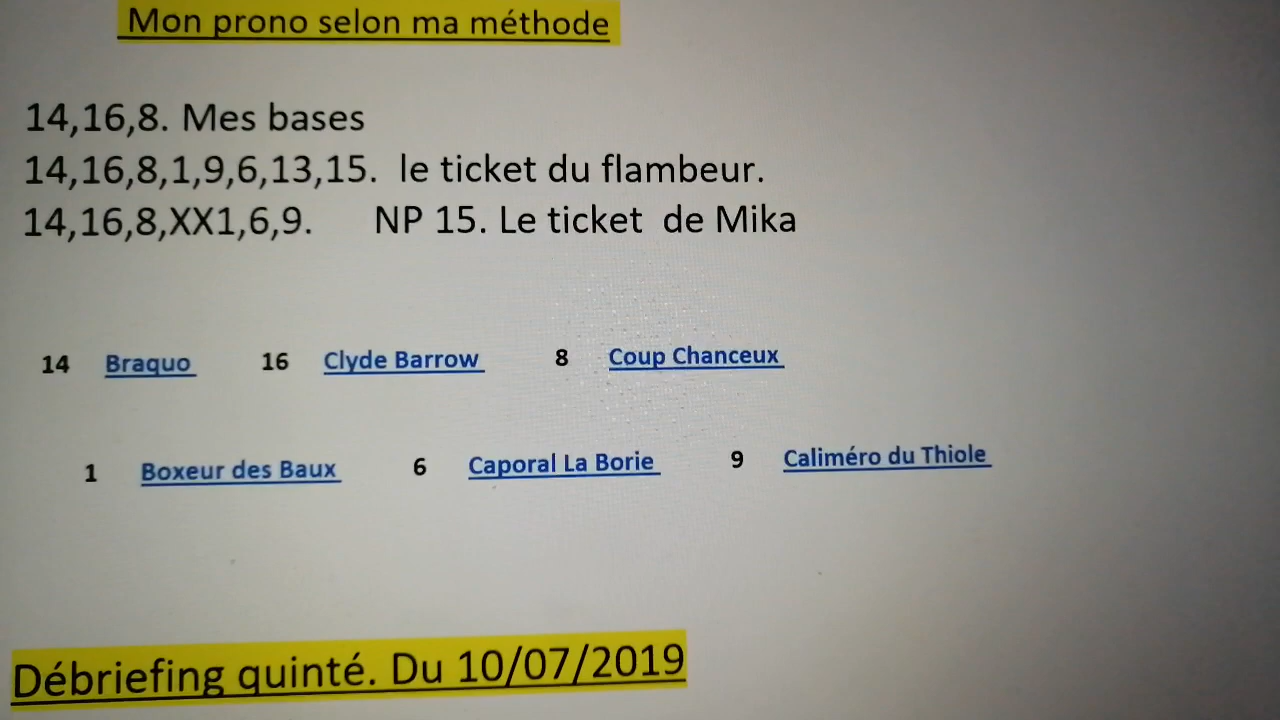 Mon prono selon ma méthode
14,16,8. Mes bases
14,16,8,1,9,6,13,15. le ticket du flambeur.
14,16,8,XX1,6,9. NP 15. Le ticket de Mika
14 Braquo 16 Clyde Barrow 8 Coup Chanceux
1 Boxeur des Baux 6 Caporal La Borie 9 Caliméro du Thiole
Débriefing quinté. Du 10/07/2019